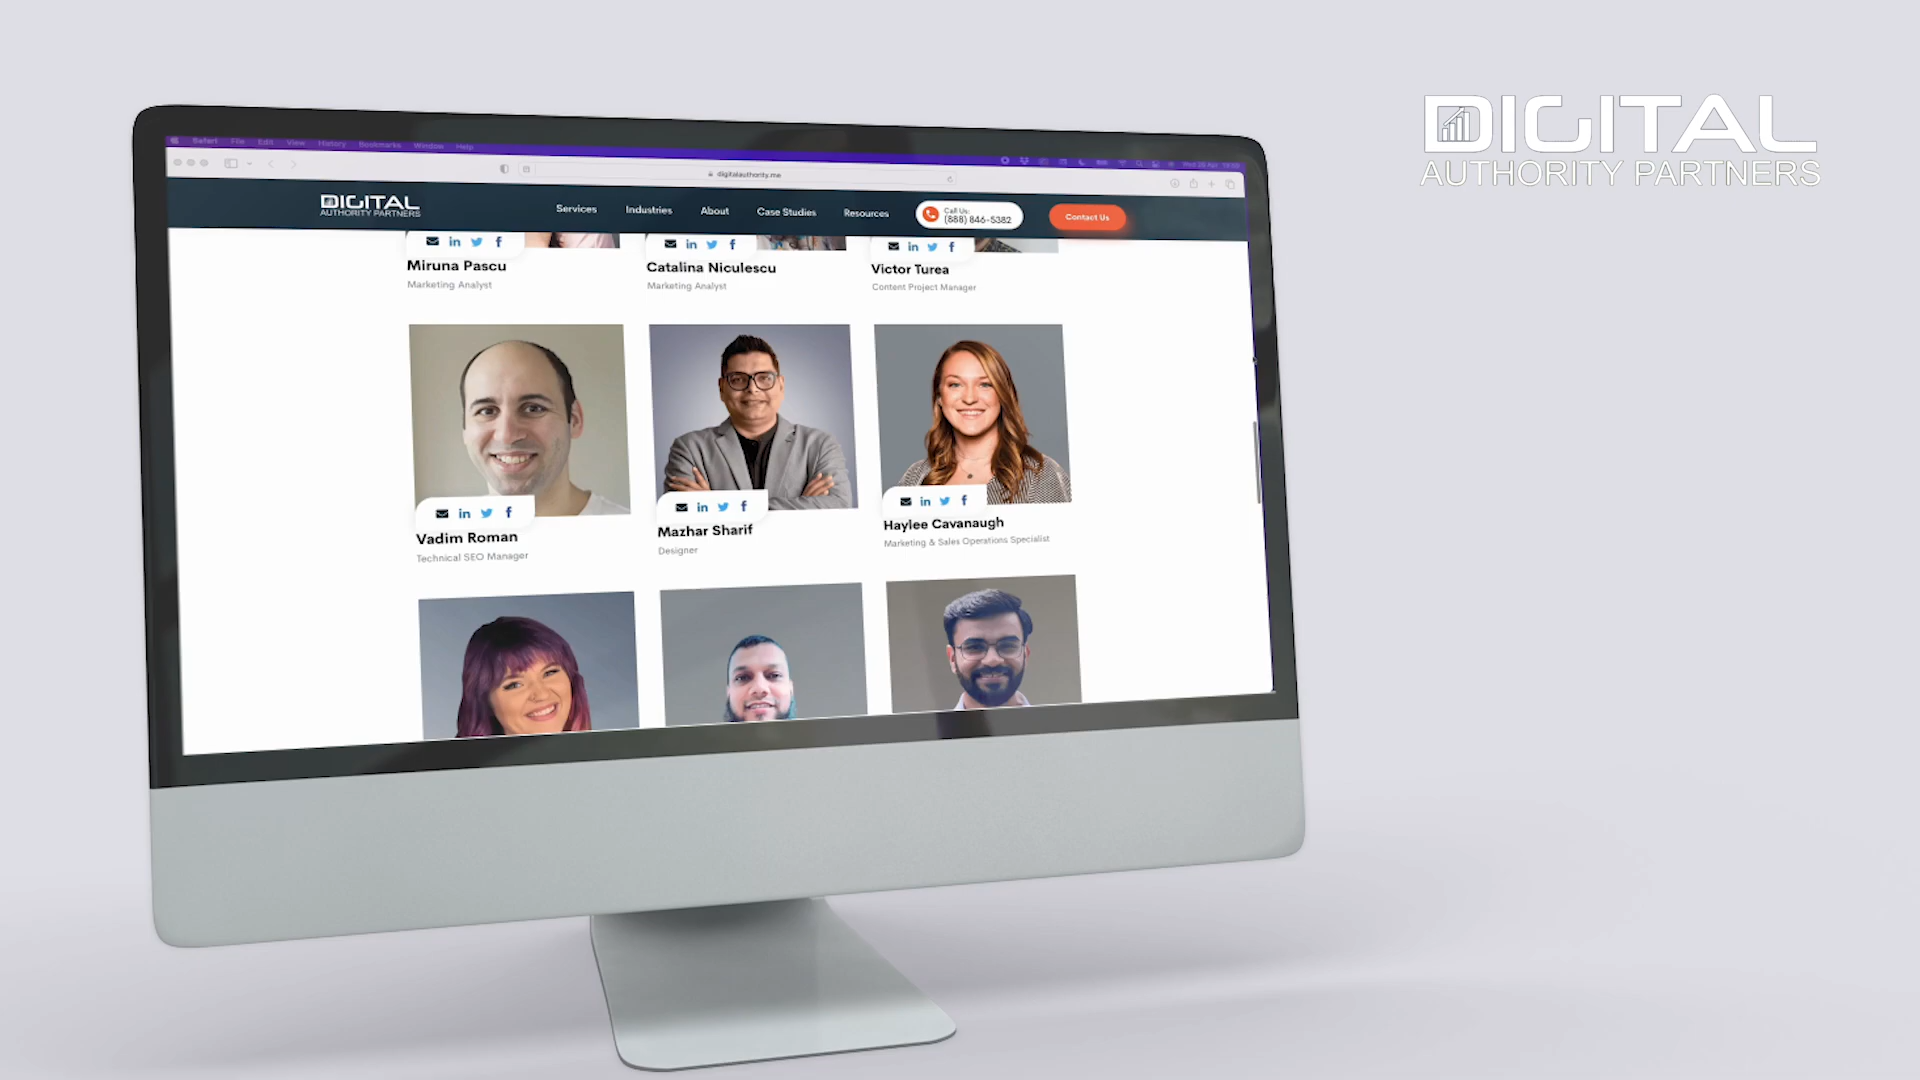 DIGITAL
AUTHORITY PARTNERS
Safari File Edit View History Bookmarks Window Help
digitalauthority.me
DIGITAL
AUTHORITY PARTNERS
Services Industries About Case Studies Resources
Call Us:
(888) 846-5382
Contact Us
Miruna Pascu
Marketing Analyst
Catalina Niculescu
Marketing Analyst
Victor Turea
Content Project Manager
Vadim Roman
Technical SEO Manager
Mazhar Sharif
Designer
Haylee Cavanaugh
Marketing & Sales Operations Specialist